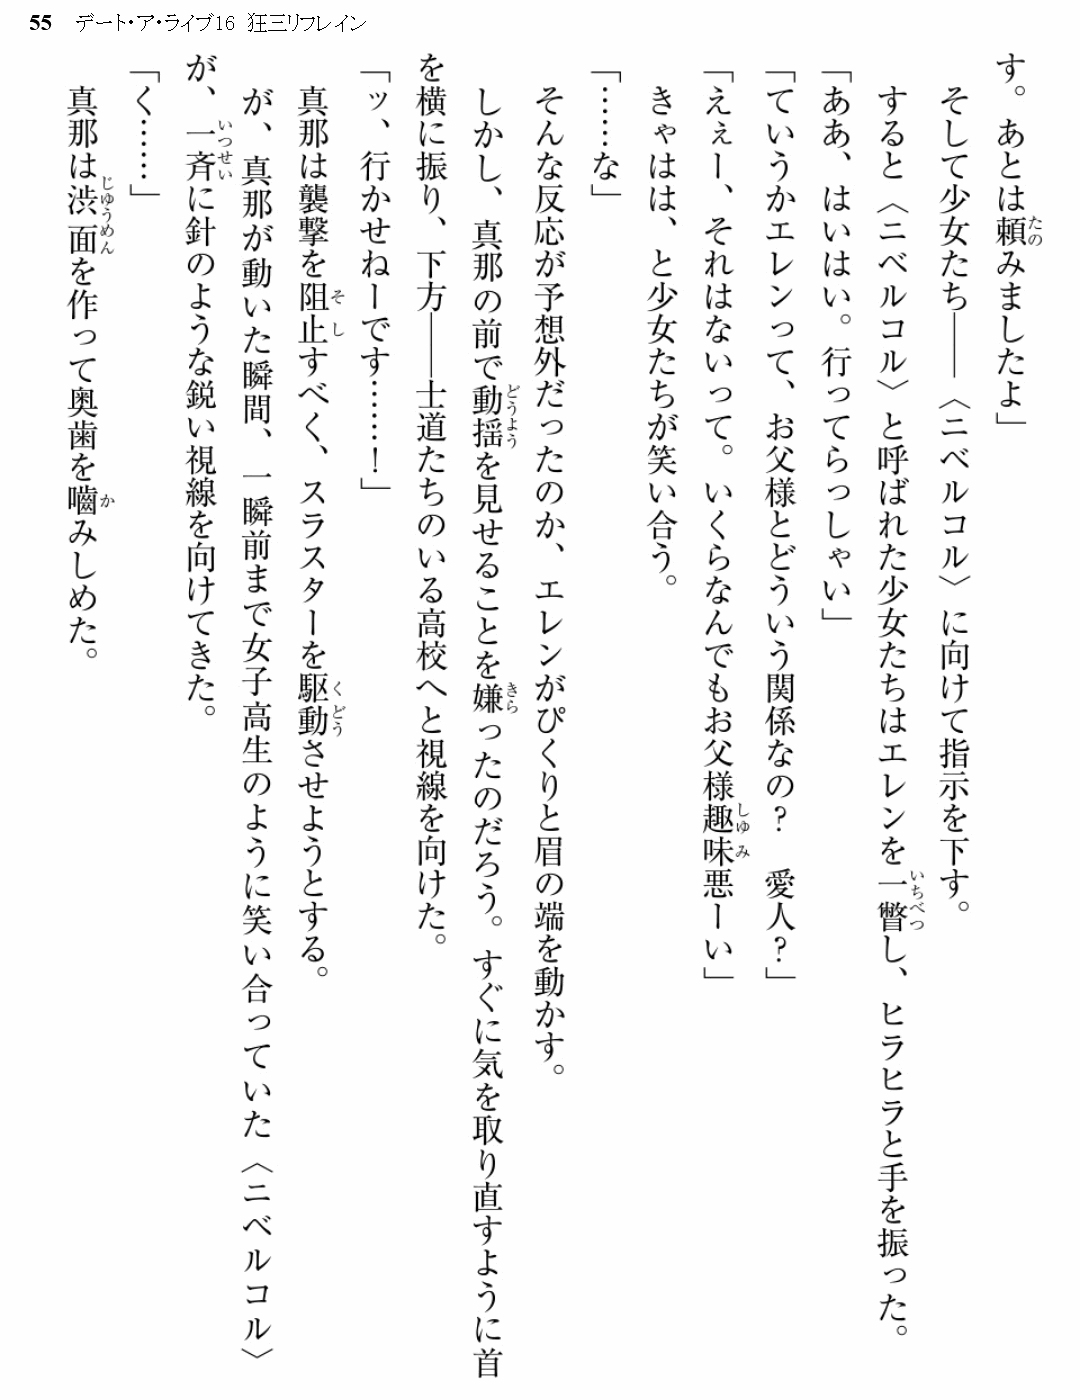 55 デート・ア・ライブ16 狂三リフレイン
す。あとは頼みましたよ」
そして少女たち――〈ニベルコル〉に向けて指示を下す。
すると〈ニベルコル〉と呼ばれた少女たちはエレンを一瞥し、ヒラヒラと手を振った。
「ああ、はいはい。行ってらっしゃい」
「ていうかエレンって、お父様とどういう関係なの？　愛人？」
「えぇー、それはないって。いくらなんでもお父様趣味悪ーい」
きゃはは、と少女たちが笑い合う。
「……な」
そんな反応が予想外だったのか、エレンがぴくりと眉の端を動かす。
しかし、真那の前で動揺を見せることを嫌ったのだろう。すぐに気を取り直すように首
を横に振り、下方――士道たちのいる高校へと視線を向けた。
「ッ、行かせねーです……！」
真那は襲撃を阻止すべく、スラスターを駆動させようとする。
が、真那が動いた瞬間、一瞬前まで女子高生のように笑い合っていた〈ニベルコル〉
が、一斉に針のような鋭い視線を向けてきた。
「く……」
真那は渋面を作って奥歯を嚙みしめた。